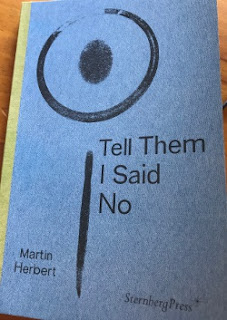 Tell Them
I Said
No
Martin
Herbert
SternbergPress